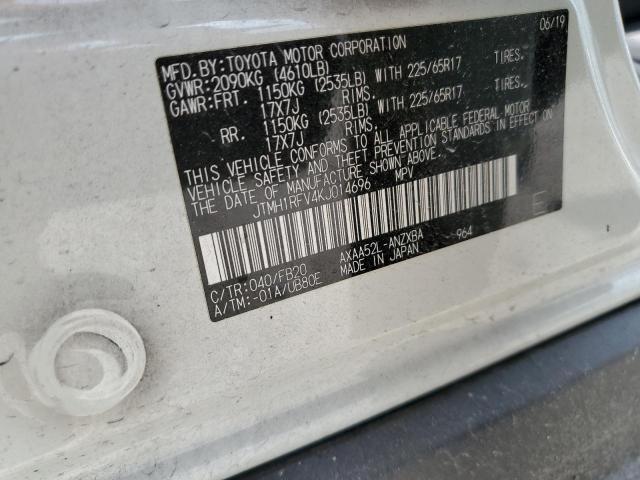 MFD.BY:TOYOTA MOTOR CORPORATION 06/19
GVWR:2090KG (4610LB)
GAWR:FRT. 1150KG (2535LB) WITH 225/65R17 TIRES.
17X7J RIMS.
RR. 1150KG (2535LB) WITH 225/65R17 TIRES.
17X7J RIMS.
THIS VEHICLE CONFORMS TO ALL APPLICABLE FEDERAL MOTOR
VEHICLE SAFETY AND THEFT PREVENTION STANDARDS IN EFFECT ON
THE DATE OF MANUFACTURE SHOWN ABOVE.
JTMH1RFV4KJ014696 MPV
E
C/TR:040/FB20 AXAA52L-ANZXBA -964
A/TM:-01A/UB80E MADE IN JAPAN